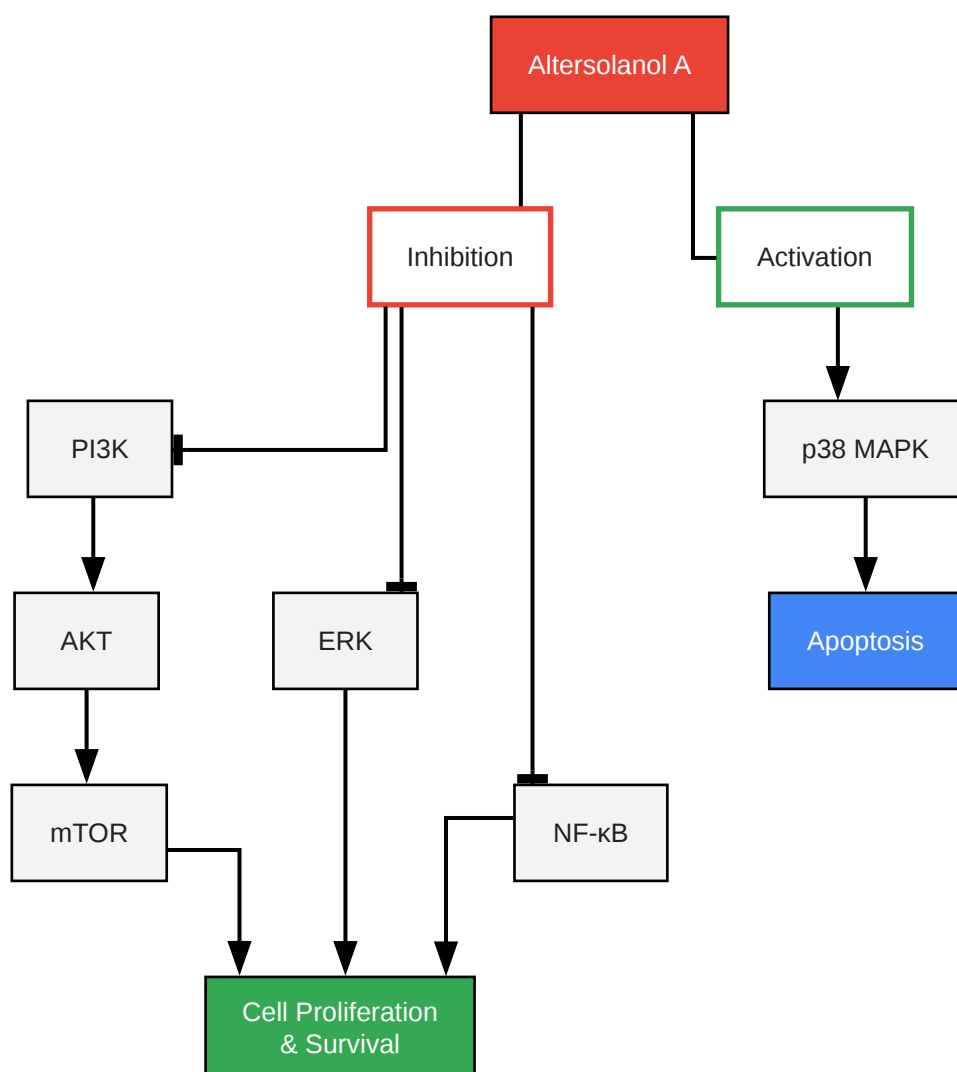 Altersolanol A
Inhibition
Activation
PI3K
p38 MAPK
AKT
ERK
Apoptosis
mTOR
NF-κB
Cell Proliferation
& Survival